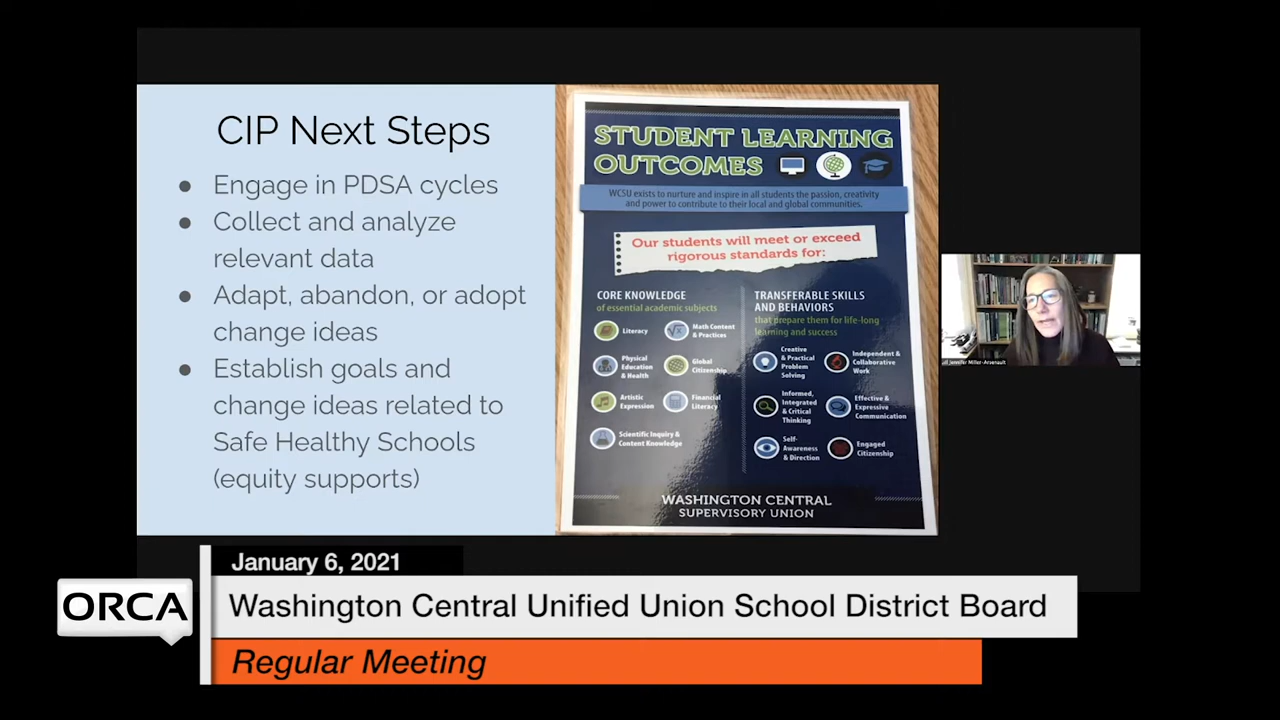 CIP Next Steps
● Engage in PDSA cycles
● Collect and analyze
relevant data
● Adapt, abandon, or adopt
change ideas
● Establish goals and
change ideas related to
Safe Healthy Schools
(equity supports)
STUDENT LEARNING
OUTCOMES
WCSU exists to nurture and inspire in all students the passion, creativity
and power to contribute to their local and global communities.
Our students will meet or exceed
rigorous standards for:
CORE KNOWLEDGE
of essential academic subjects
Literacy
Math Content
& Practices
Physical
Education
& Health
Global
Citizenship
Artistic
Expression
Financial
Literacy
Scientific Inquiry &
Content Knowledge
TRANSFERABLE SKILLS
AND BEHAVIORS
that prepare them for life-long
learning and success
Creative
& Practical
Problem
Solving
Independent &
Collaborative
Work
Informed,
Integrated
& Critical
Thinking
Effective &
Expressive
Communication
Self-
Awareness
& Direction
Engaged
Citizenship
WASHINGTON CENTRAL
SUPERVISORY UNION
Jennifer Miller-Arsenault
January 6, 2021
ORCA
Washington Central Unified Union School District Board
Regular Meeting